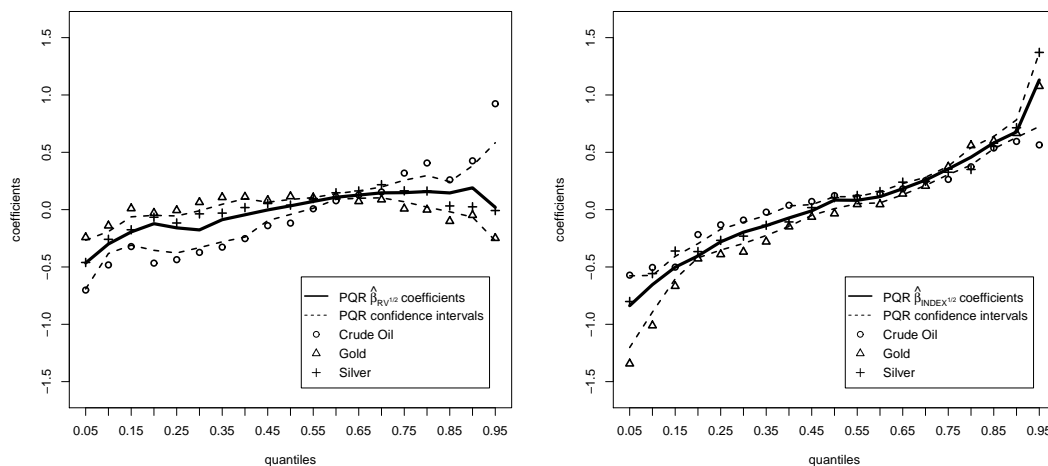 coefficients
1.5
1.0
0.5
0.0
−0.5
−1.0
−1.5
PQR β̂RV1/2 coefficients
PQR confidence intervals
Crude Oil
Gold
Silver
0.05 0.15 0.25 0.35 0.45 0.55 0.65 0.75 0.85 0.95
quantiles
coefficients
1.5
1.0
0.5
0.0
−0.5
−1.0
−1.5
PQR β̂INDEX1/2 coefficients
PQR confidence intervals
Crude Oil
Gold
Silver
0.05 0.15 0.25 0.35 0.45 0.55 0.65 0.75 0.85 0.95
quantiles